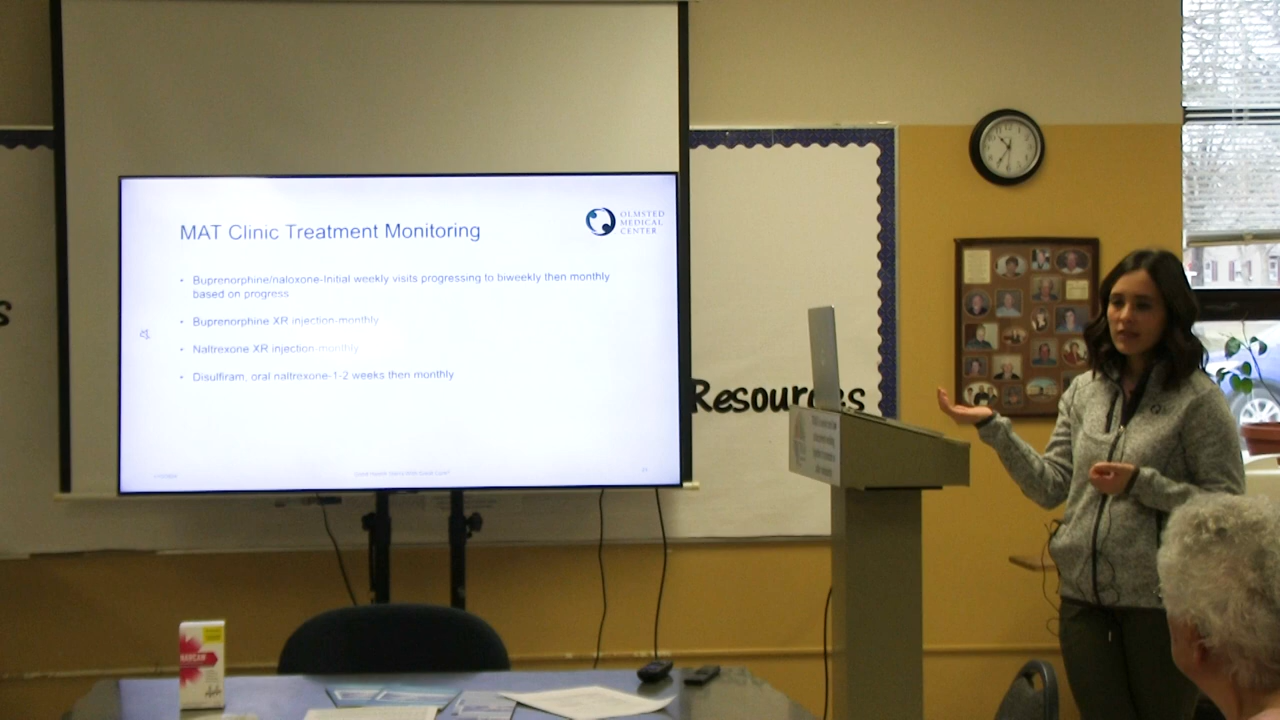 MAT Clinic Treatment Monitoring
OLMSTED
MEDICAL
CENTER
• Buprenorphine/naloxone-Initial weekly visits progressing to biweekly then monthly
based on progress
• Buprenorphine XR injection-monthly
• Naltrexone XR injection-monthly
• Disulfiram, oral naltrexone-1-2 weeks then monthly
Resources
NARCAN